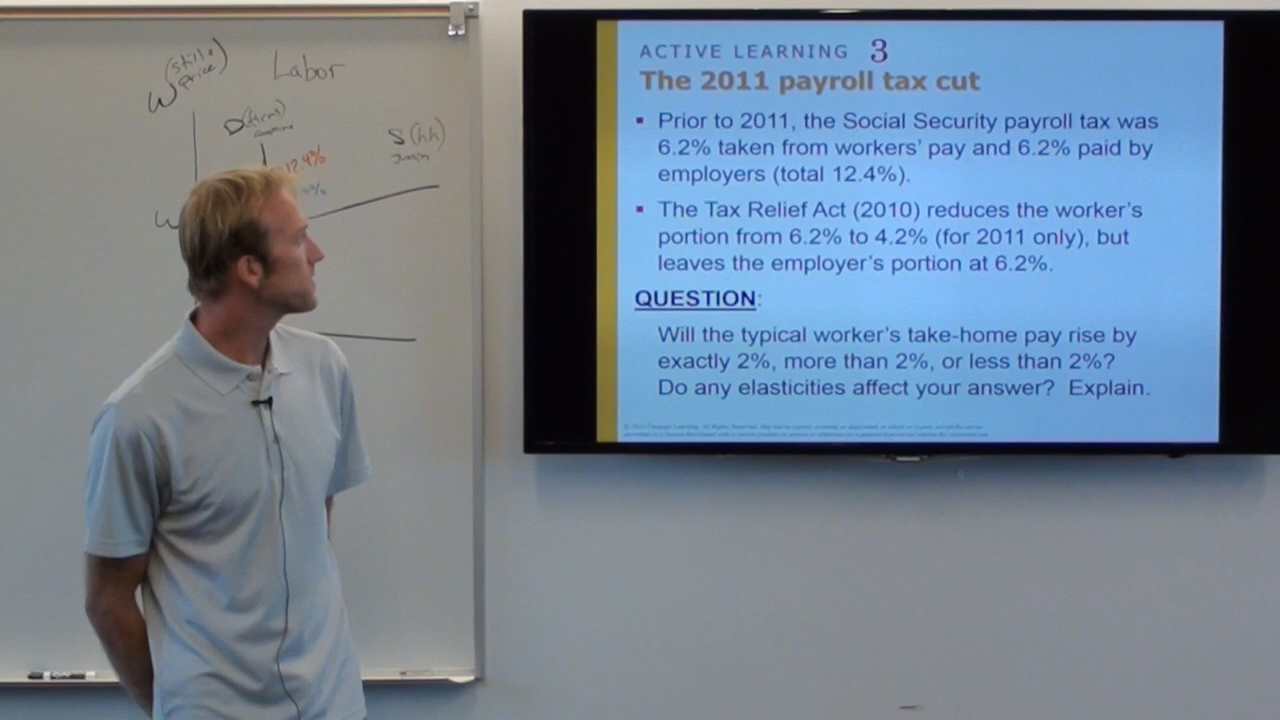 (still a
price)
W
Labor
D(firms)
S(hh)
12.4%
W
ACTIVE LEARNING 3
The 2011 payroll tax cut
▪ Prior to 2011, the Social Security payroll tax was
6.2% taken from workers' pay and 6.2% paid by
employers (total 12.4%).
▪ The Tax Relief Act (2010) reduces the worker's
portion from 6.2% to 4.2% (for 2011 only), but
leaves the employer's portion at 6.2%.
QUESTION:
Will the typical worker's take-home pay rise by
exactly 2%, more than 2%, or less than 2%?
Do any elasticities affect your answer? Explain.